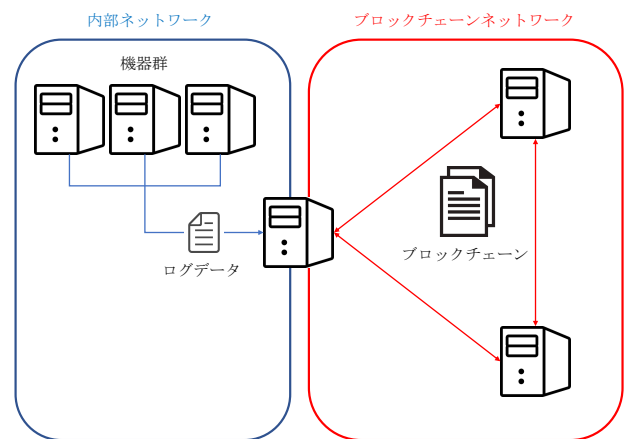 内部ネットワーク
ブロックチェーンネットワーク
機器群
ログデータ
ブロックチェーン